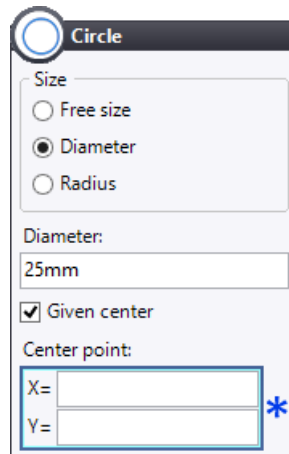 Circle
Size
Free size
Diameter
Radius
Diameter:
25mm
Given center
Center point:
X=
Y=
*